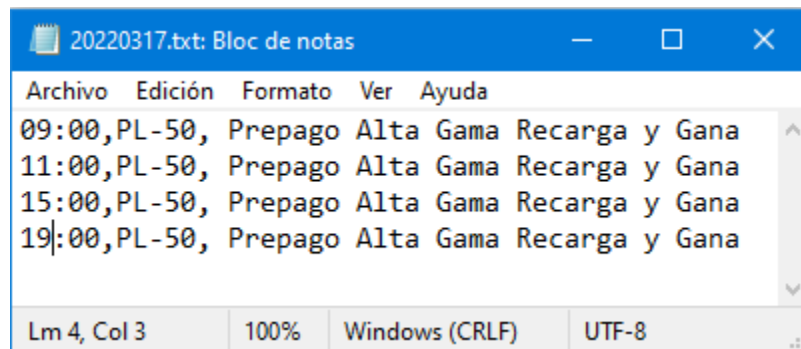 20220317.txt: Bloc de notas
Archivo Edición Formato Ver Ayuda
09:00,PL-50, Prepago Alta Gama Recarga y Gana
11:00,PL-50, Prepago Alta Gama Recarga y Gana
15:00,PL-50, Prepago Alta Gama Recarga y Gana
19:00,PL-50, Prepago Alta Gama Recarga y Gana
Lm 4, Col 3 100% Windows (CRLF) UTF-8